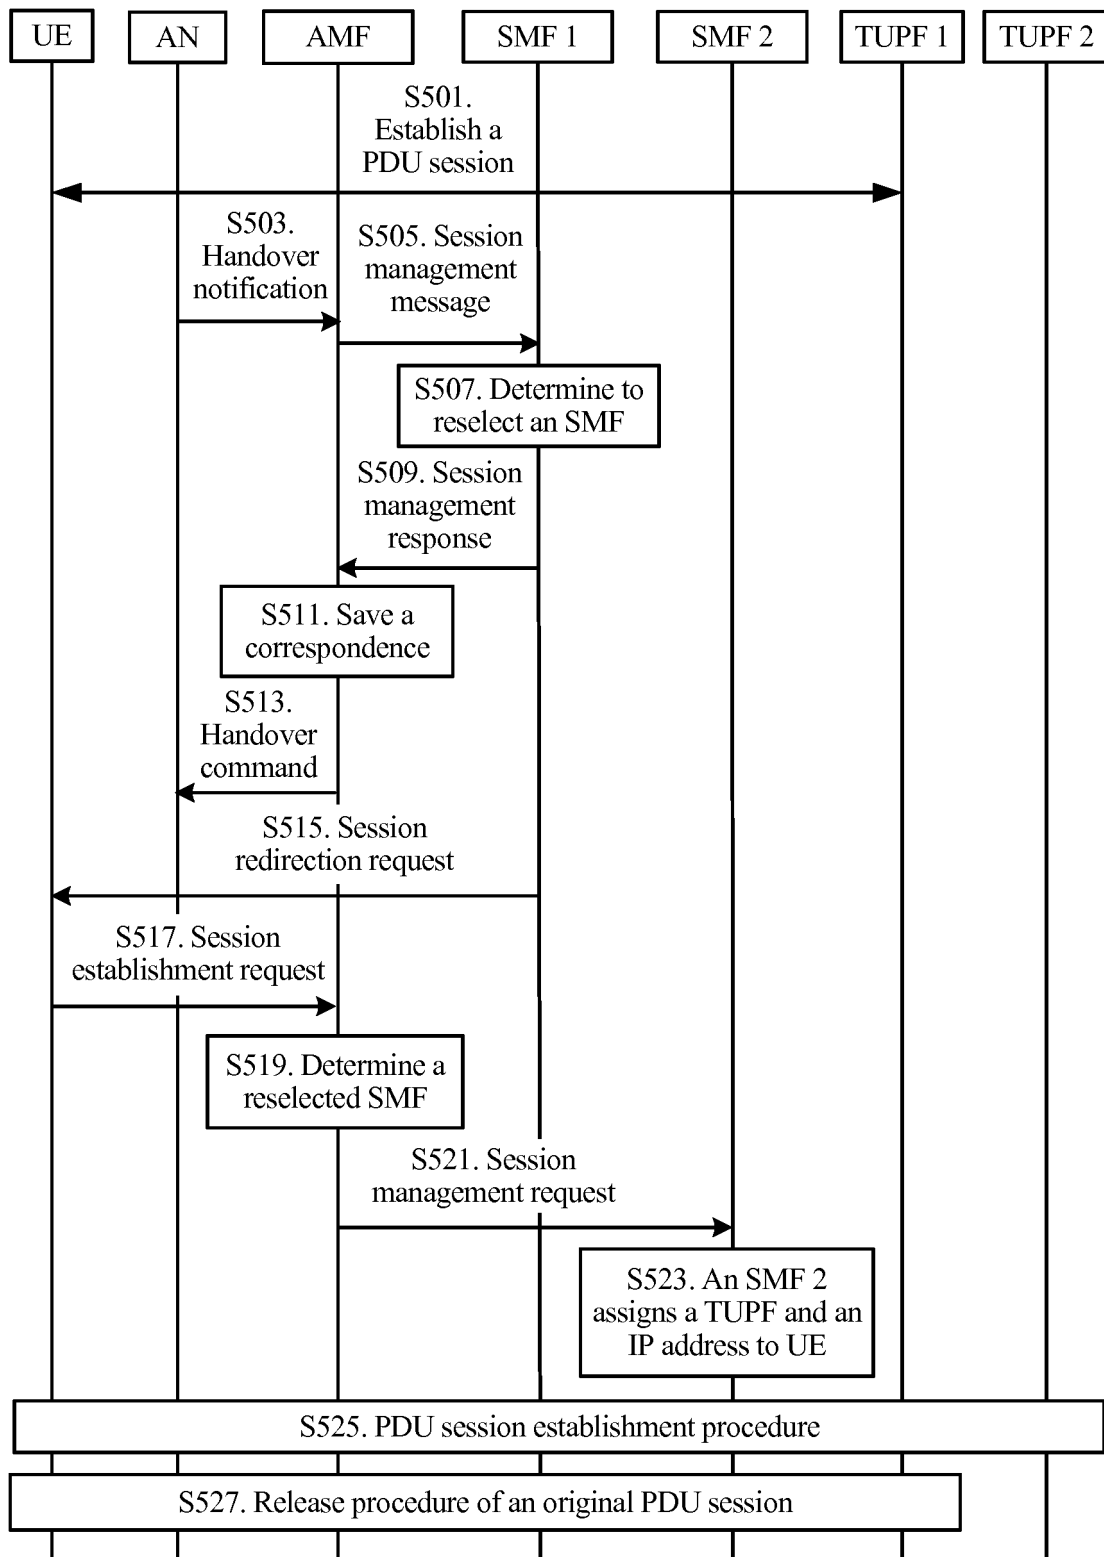 UE
AN
AMF
SMF 1
SMF 2
TUPF 1
TUPF 2
S501.
Establish a
PDU session
S503.
Handover
notification
S505. Session
management
message
S507. Determine to
reselect an SMF
S509. Session
management
response
S511. Save a
correspondence
S513.
Handover
command
S515. Session
redirection request
S517. Session
establishment request
S519. Determine a
reselected SMF
S521. Session
management request
S523. An SMF 2
assigns a TUPF and an
IP address to UE
S525. PDU session establishment procedure
S527. Release procedure of an original PDU session